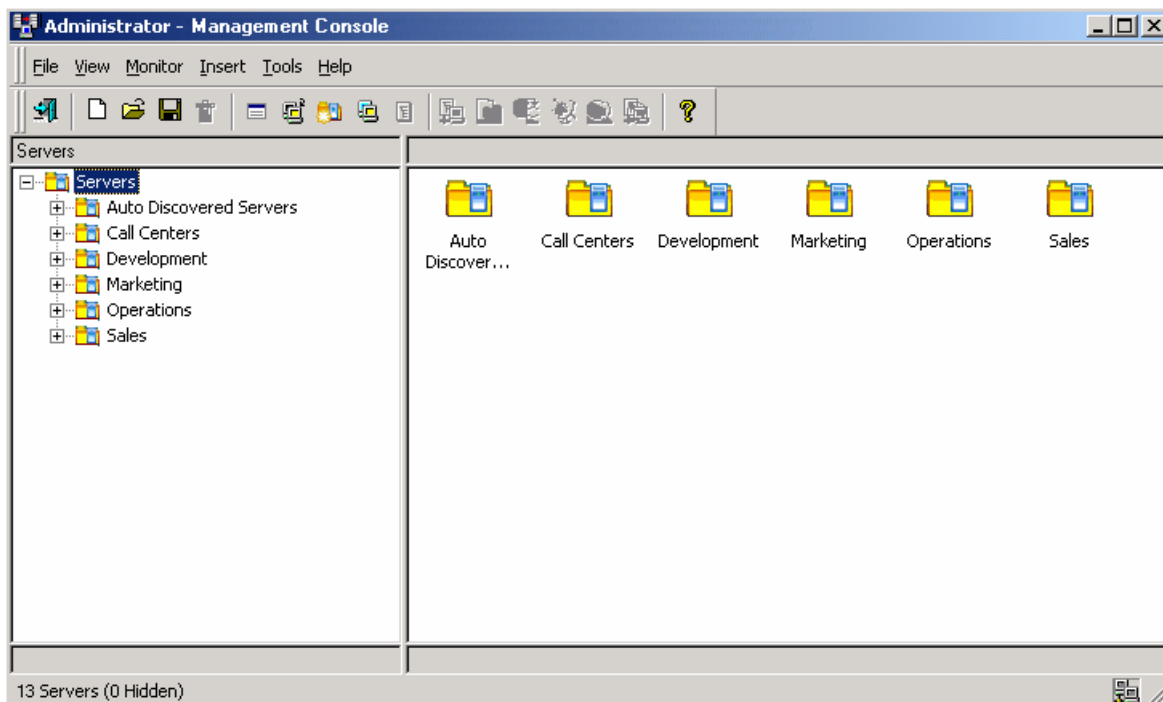 Administrator - Management Console
File View Monitor Insert Tools Help
Servers
Servers
Auto Discovered Servers
Call Centers
Development
Marketing
Operations
Sales
Auto Discover... Call Centers Development Marketing Operations Sales
13 Servers (0 Hidden)